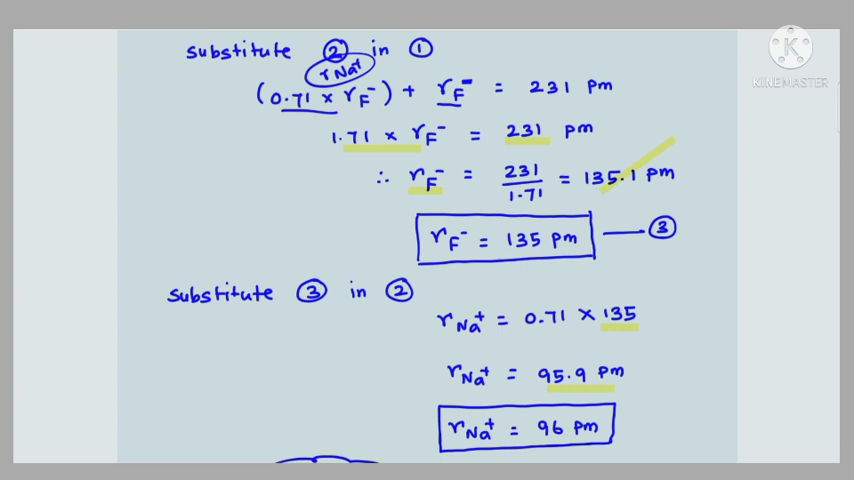 substitute ② in ①
rNa⁺
(0.71 × rF⁻) + rF⁻ = 231 pm
1.71 × rF⁻ = 231 pm
∴ rF⁻ = 231/1.71 = 135.1 pm
rF⁻ = 135 pm —— ③
substitute ③ in ②
rNa⁺ = 0.71 × 135
rNa⁺ = 95.9 pm
rNa⁺ = 96 pm
K
KINEMASTER